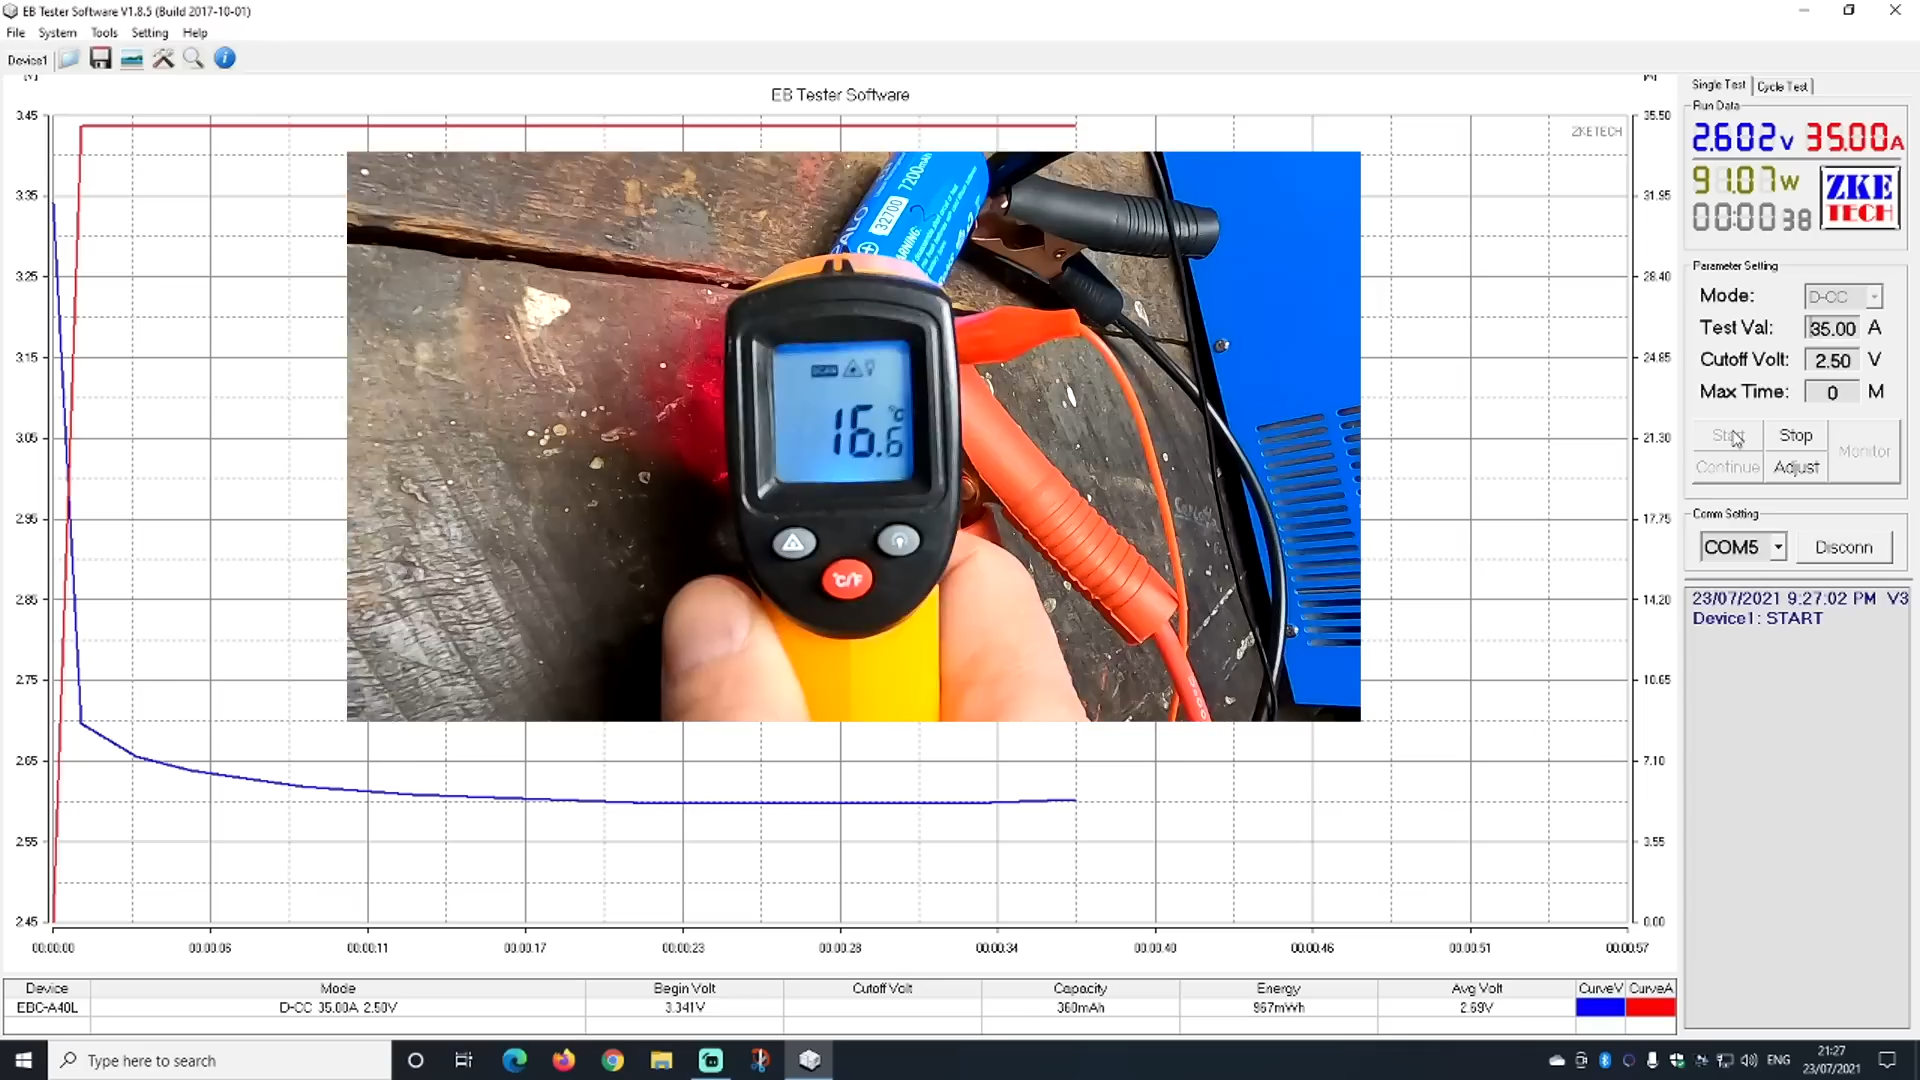 EB Tester Software V1.8.5 (Build 2017-10-01)
File System Tools Setting Help
Device1
EB Tester Software
ZKETECH
3.45
3.35
3.25
3.15
3.05
2.95
2.85
2.75
2.65
2.55
2.45
35.50
31.95
28.40
24.85
21.30
17.75
14.20
10.65
7.10
3.55
0.00
00:00:00 00:00:06 00:00:11 00:00:17 00:00:23 00:00:28 00:00:34 00:00:40 00:00:46 00:00:51 00:00:57
32700 7200mAh
SCAN
16.6 °C
°C/F
Single Test Cycle Test
Run Data
2.602V 35.00A
91.07W
00:00:38
ZKE
TECH
Parameter Setting
Mode: D-CC
Test Val: 35.00 A
Cutoff Volt: 2.50 V
Max Time: 0 M
Start Stop Monitor
Continue Adjust
Comm Setting
COM5 Disconn
23/07/2021 9:27:02 PM V3
Device1: START
Device Mode Begin Volt Cutoff Volt Capacity Energy Avg Volt CurveV CurveA
EBC-A40L D-CC 35.00A 2.50V 3.341V 360mAh 967mWh 2.69V
Type here to search
ENG
21:27
23/07/2021